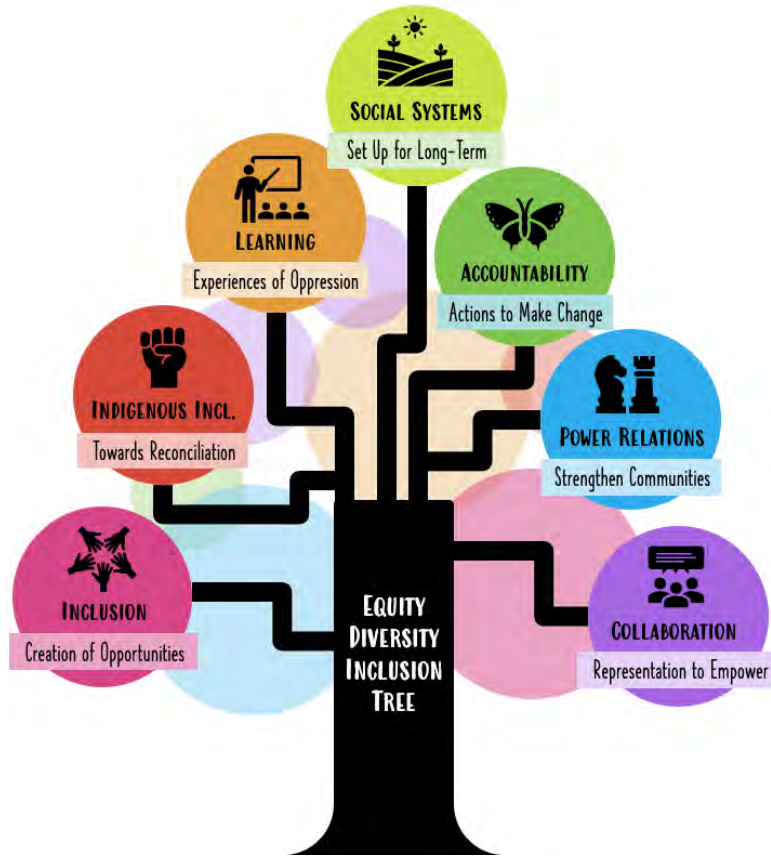 SOCIAL SYSTEMS
Set Up for Long-Term
LEARNING
Experiences of Oppression
ACCOUNTABILITY
Actions to Make Change
INDIGENOUS INCL.
Towards Reconciliation
POWER RELATIONS
Strengthen Communities
INCLUSION
Creation of Opportunities
COLLABORATION
Representation to Empower
EQUITY
DIVERSITY
INCLUSION
TREE